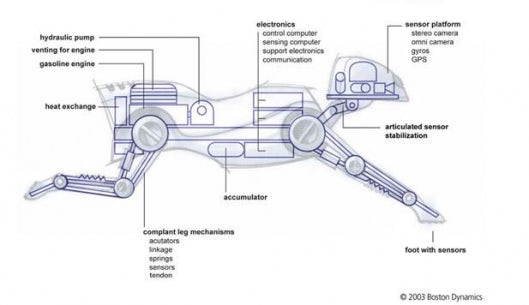 electronics
control computer
sensing computer
support electronics
communication
sensor platform
stereo camera
omni camera
gyros
GPS
hydraulic pump
venting for engine
gasoline engine
heat exchange
articulated sensor
stabilization
accumulator
complant leg mechanisms
acutators
linkage
springs
sensors
tendon
foot with sensors
© 2003 Boston Dynamics